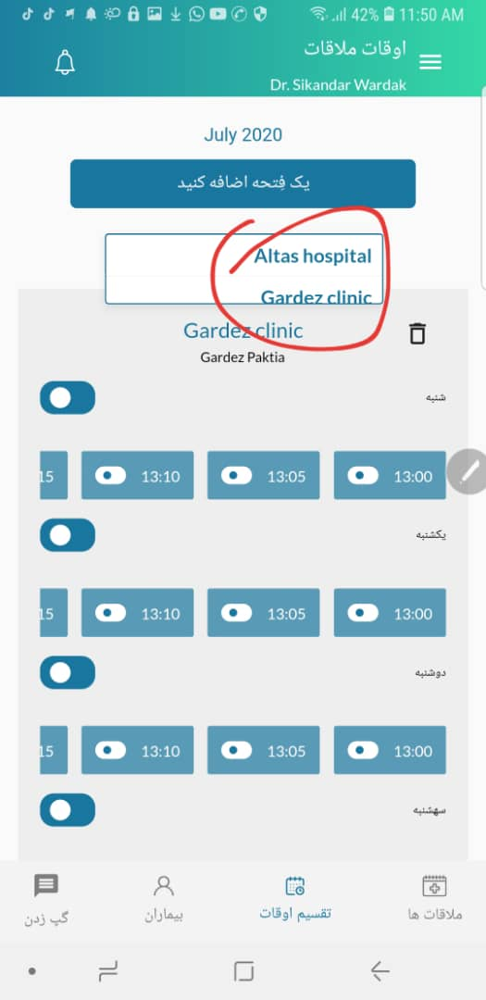 42% 11:50 AM
اوقات ملاقات
Dr. Sikandar Wardak
July 2020
یک فِتحه اضافه کنید
Altas hospital
Gardez clinic
Gardez clinic
Gardez Paktia
شنبه
13:00 13:05 13:10 15
یکشنبه
13:00 13:05 13:10 15
دوشنبه
13:00 13:05 13:10 15
سهشنبه
ملاقات ها تقسیم اوقات بیماران گپ زدن